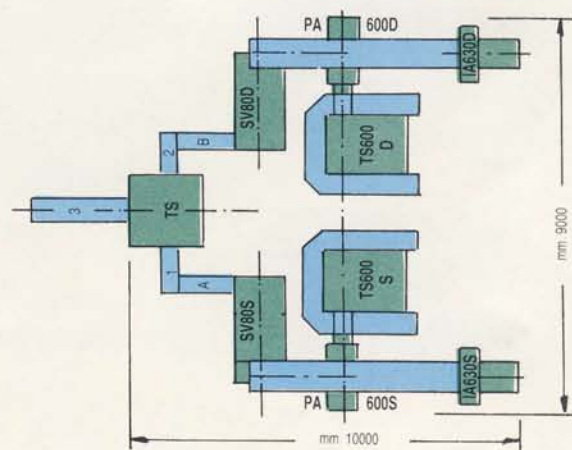 PA 600D
IA630D
SV80D
B
2
TS600
D
3
TS
mm 9000
1
A
TS600
S
SV80S
IA630S
PA 600S
mm 10000